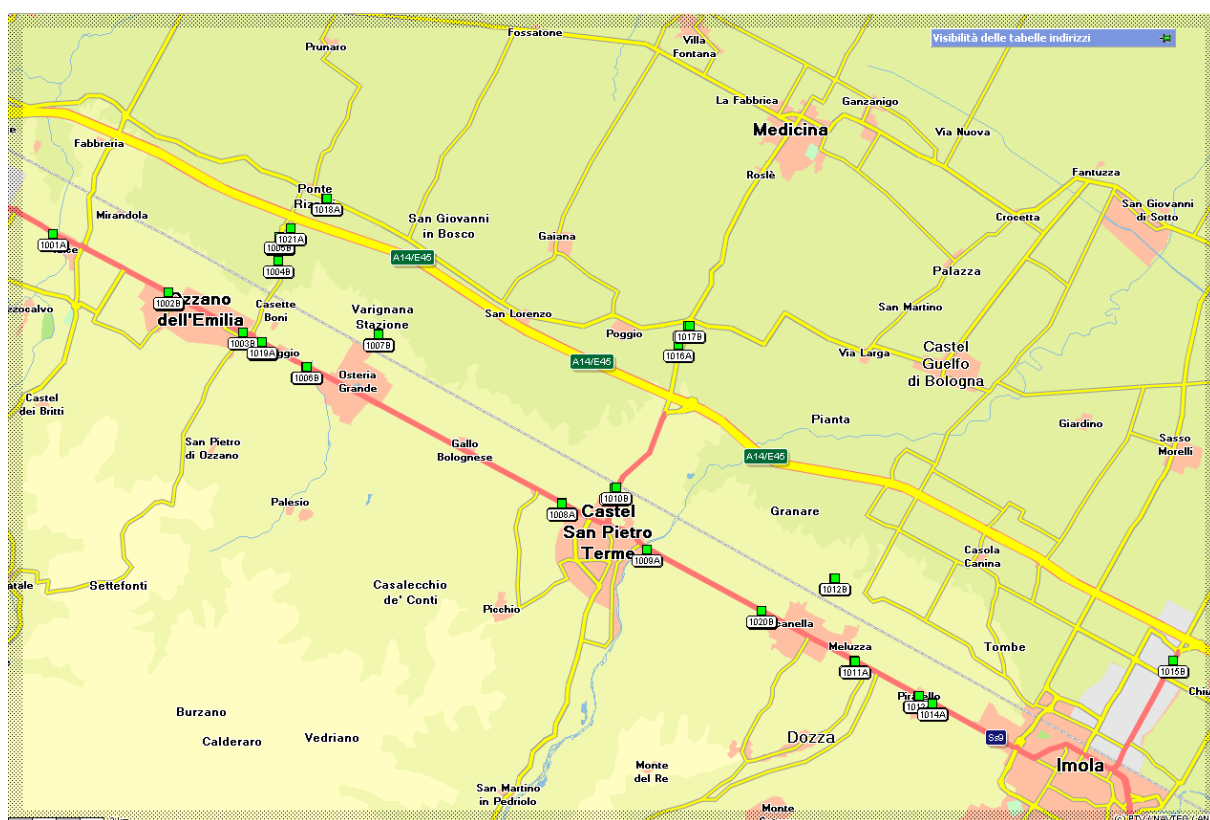 Fossatone
Villa
Fontana
Visibilità delle tabelle indirizzi
Prunaro
La Fabbrica
Ganzanigo
Medicina
Via Nuova
Fabbreria
Roslè
Fantuzza
Ponte
1018A
Mirandola
San Giovanni
in Bosco
San Giovanni
di Sotto
Crocetta
1001A
1021A
1005B
Gaiana
A14/E45
1004B
Palazza
1002B
Ozzano
dell'Emilia
Casette
Boni
Varignana
Stazione
San Lorenzo
San Martino
1003B
1019A
1007B
Poggio
1017B
1016A
Via Larga
Castel
Guelfo
di Bologna
A14/E45
1006B
Osteria
Grande
Castel
dei Britti
Pianta
Giardino
San Pietro
di Ozzano
Gallo
Bolognese
Sasso
Morelli
A14/E45
Palesio
1010B
1008A
Castel
San Pietro
Terme
Granare
1009A
Casola
Canina
Settefonti
Casalecchio
de' Conti
1012B
Picchio
1020B
Meluzza
Tombe
1011A
1015B
1014A
Burzano
Calderaro
Vedriano
Dozza
Ss9
Imola
Monte
del Re
San Martino
in Pedriolo
Monte